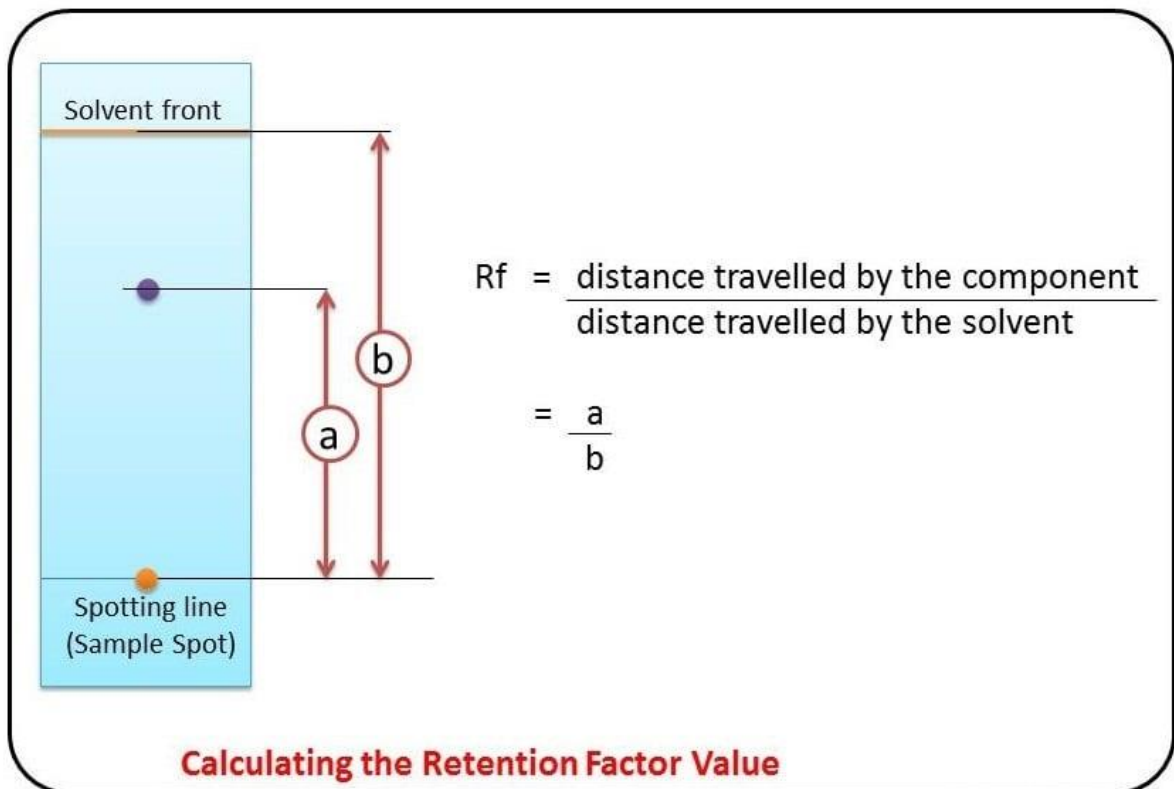 Solvent front
b
a
Spotting line
(Sample Spot)
Rf = distance travelled by the component
distance travelled by the solvent
= a
b
Calculating the Retention Factor Value